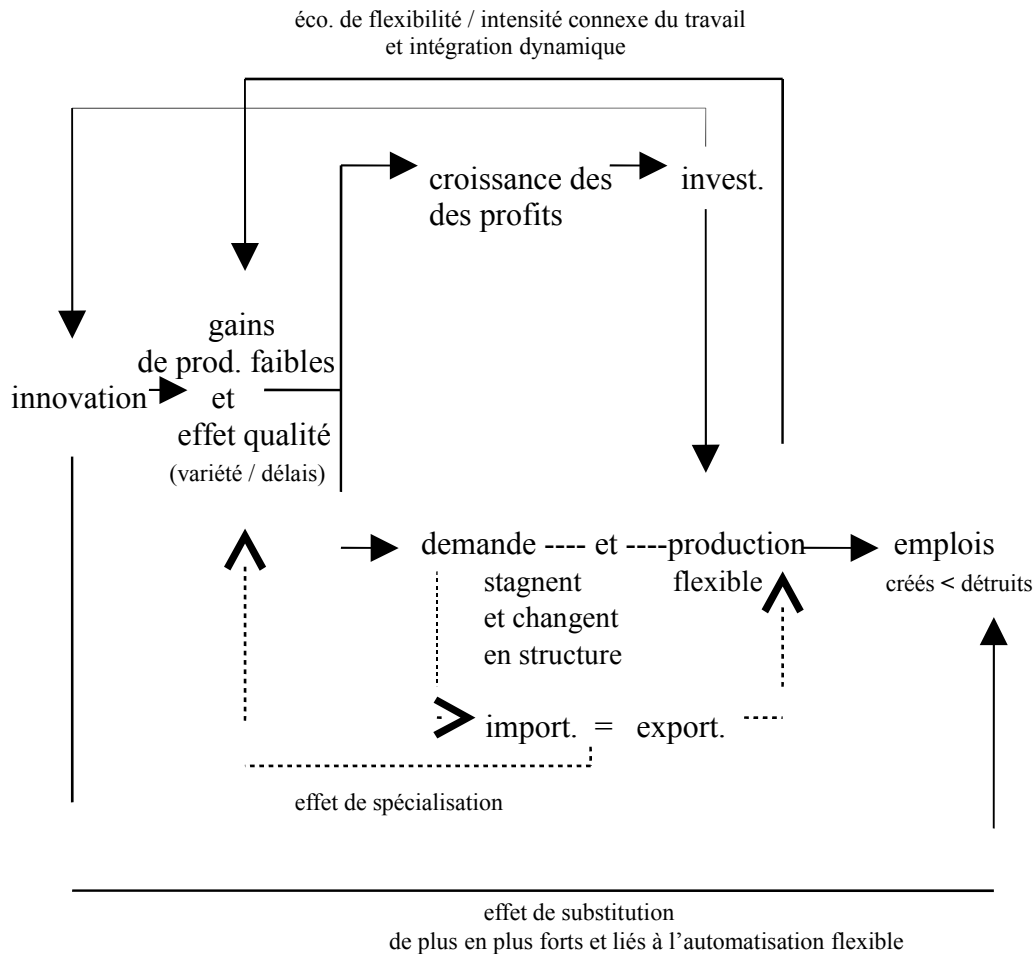 éco. de flexibilité / intensité connexe du travail
et intégration dynamique
croissance des
des profits
invest.
gains
de prod. faibles
innovation
et
effet qualité
(variété / délais)
demande ---- et ----production
emplois
stagnent
flexible
créés < détruits
et changent
en structure
import. = export.
effet de spécialisation
effet de substitution
de plus en plus forts et liés à l’automatisation flexible